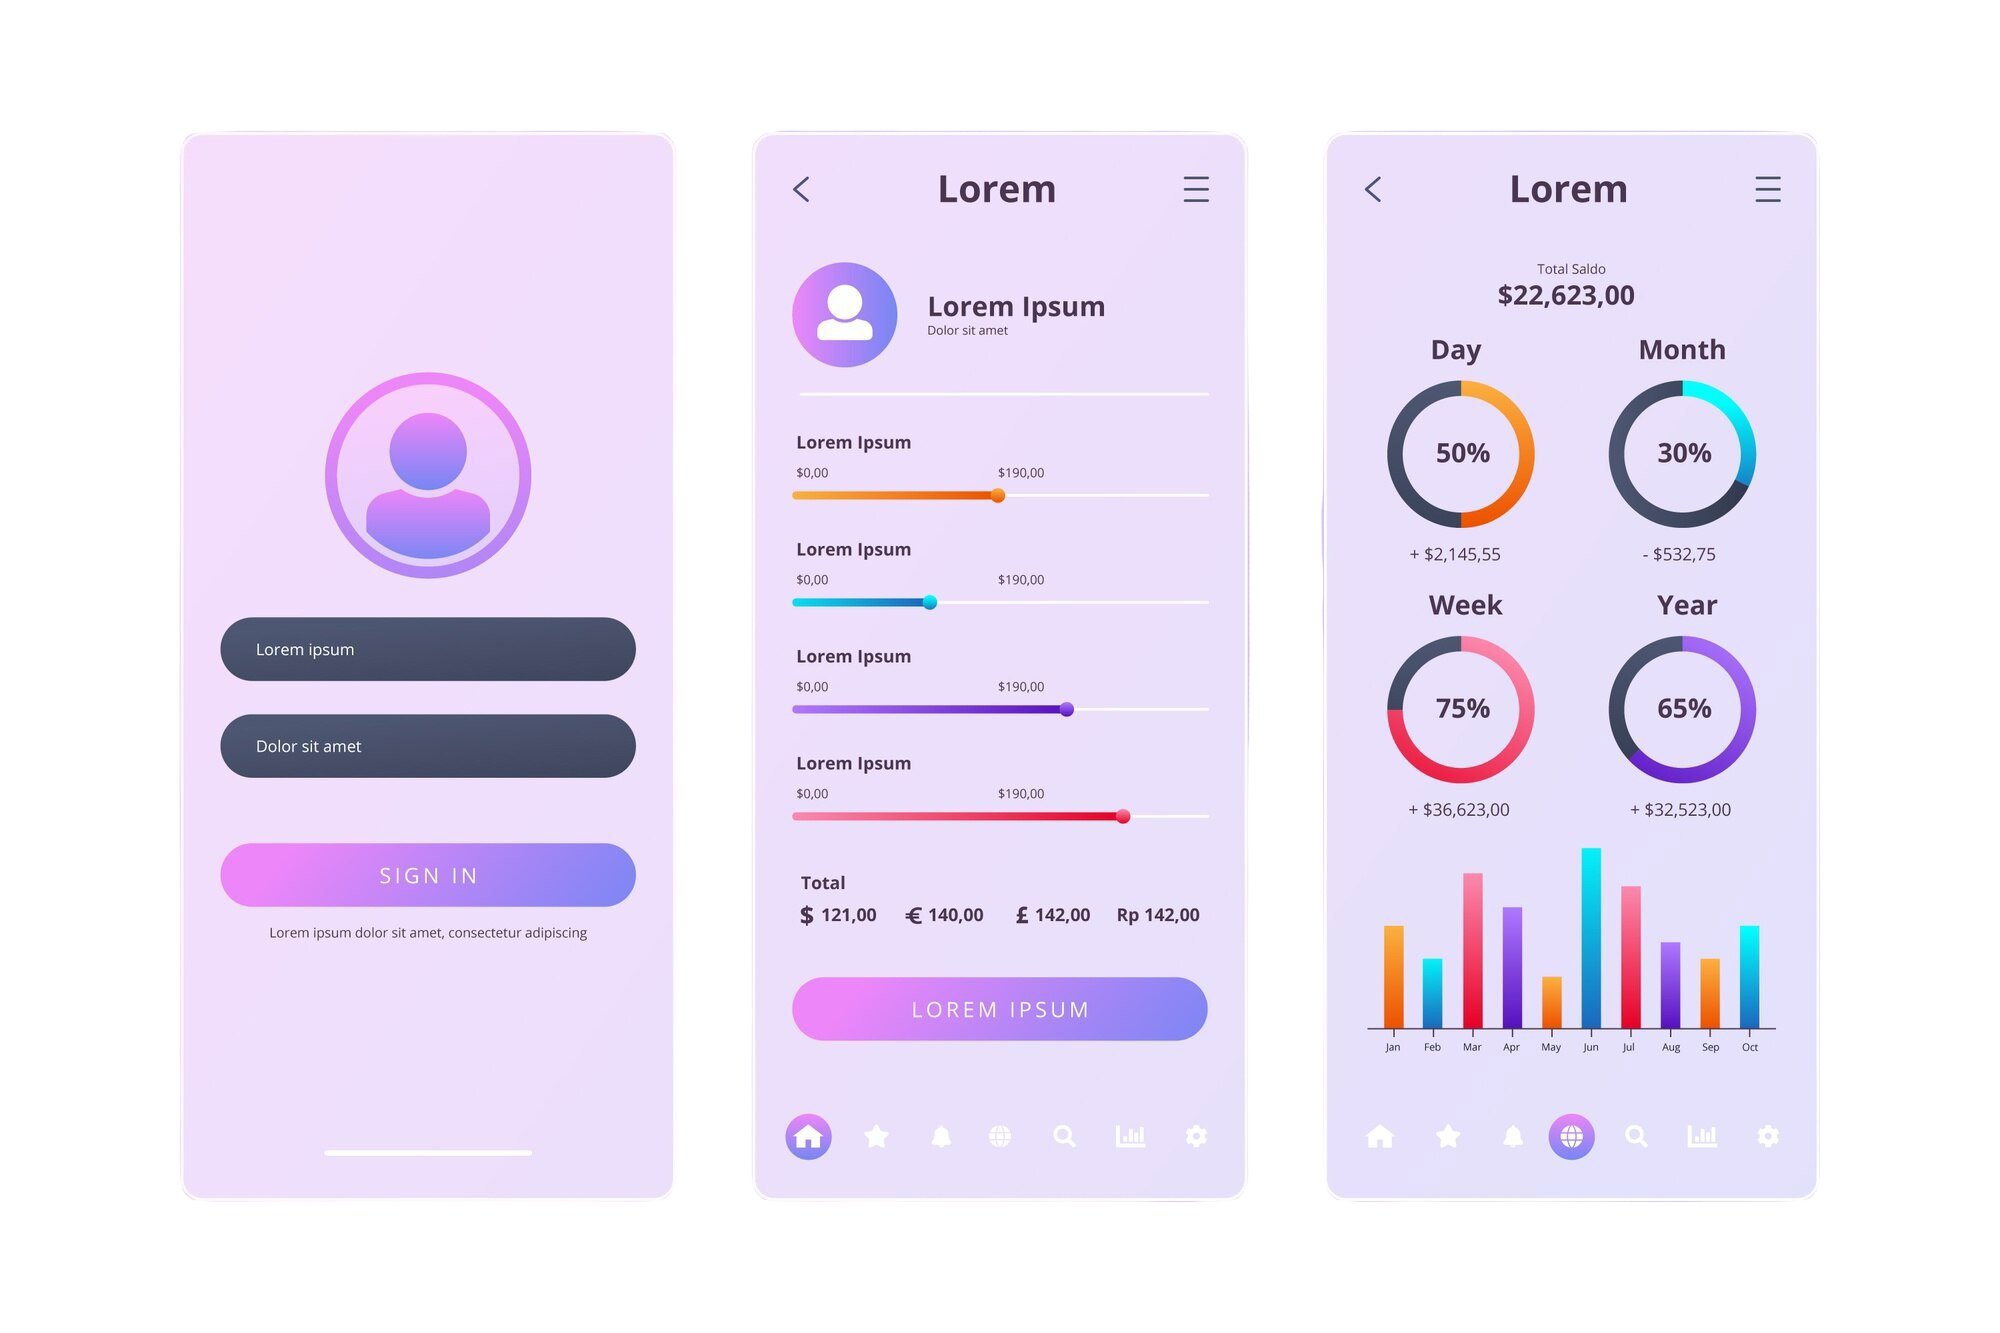 Lorem ipsum
Dolor sit amet
SIGN IN
Lorem ipsum dolor sit amet, consectetur adipiscing
Lorem
Lorem Ipsum
Dolor sit amet
Lorem Ipsum
$0,00 $190,00
Lorem Ipsum
$0,00 $190,00
Lorem Ipsum
$0,00 $190,00
Lorem Ipsum
$0,00 $190,00
Total
$ 121,00 € 140,00 £ 142,00 Rp 142,00
LOREM IPSUM
Lorem
Total Saldo
$22,623,00
Day Month
50% 30%
+ $2,145,55 - $532,75
Week Year
75% 65%
+ $36,623,00 + $32,523,00
Jan Feb Mar Apr May Jun Jul Aug Sep Oct